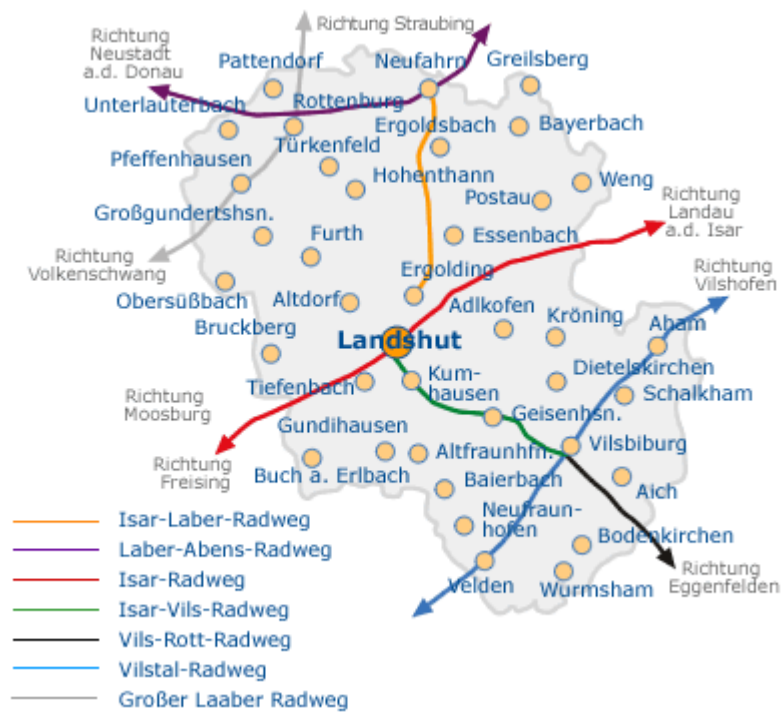 Richtung Straubing
Richtung
Neustadt
a.d. Donau
Pattendorf
Neufahrn
Greilsberg
Unterlauterbach
Rottenburg
Ergoldsbach
Bayerbach
Türkenfeld
Pfeffenhausen
Hohenthann
Weng
Postau
Richtung
Landau
a.d. Isar
Großgundertshsn.
Furth
Essenbach
Richtung
Volkenschwang
Ergolding
Richtung
Vilshofen
Obersüßbach
Altdorf
Adlkofen
Kröning
Aham
Bruckberg
Landshut
Tiefenbach
Kum-
hausen
Dietelskirchen
Schalkham
Richtung
Moosburg
Geisenhsn.
Gundihausen
Altfraunhfn.
Vilsbiburg
Richtung
Freising
Buch a. Erlbach
Baierbach
Aich
Neufraun-
hofen
Bodenkirchen
Velden
Wurmsham
Richtung
Eggenfelden
Isar-Laber-Radweg
Laber-Abens-Radweg
Isar-Radweg
Isar-Vils-Radweg
Vils-Rott-Radweg
Vilstal-Radweg
Großer Laaber Radweg